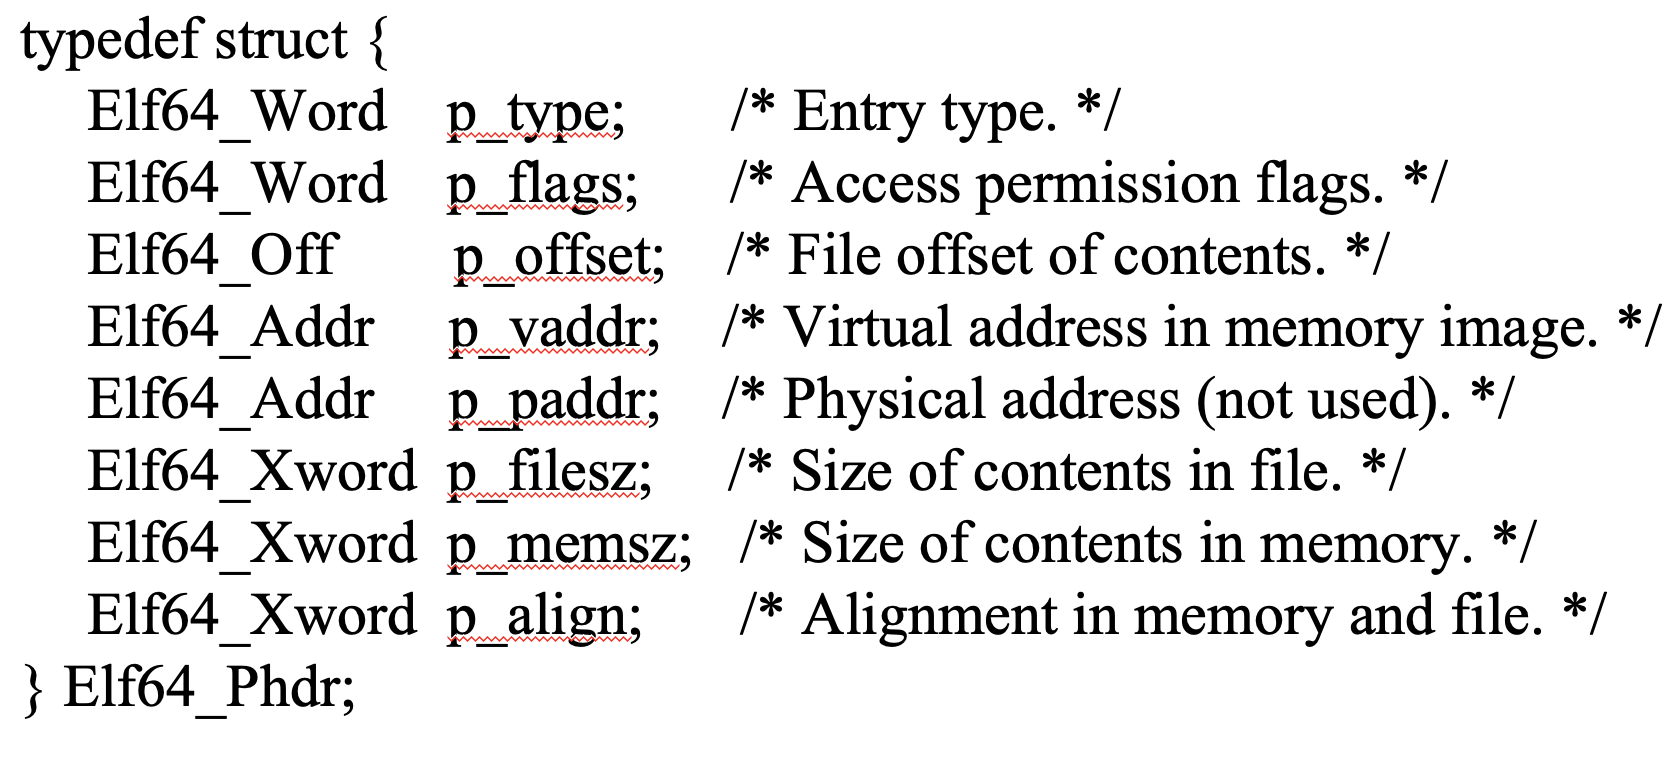 typedef struct {
Elf64_Word p_type; /* Entry type. */
Elf64_Word p_flags; /* Access permission flags. */
Elf64_Off p_offset; /* File offset of contents. */
Elf64_Addr p_vaddr; /* Virtual address in memory image. */
Elf64_Addr p_paddr; /* Physical address (not used). */
Elf64_Xword p_filesz; /* Size of contents in file. */
Elf64_Xword p_memsz; /* Size of contents in memory. */
Elf64_Xword p_align; /* Alignment in memory and file. */
} Elf64_Phdr;